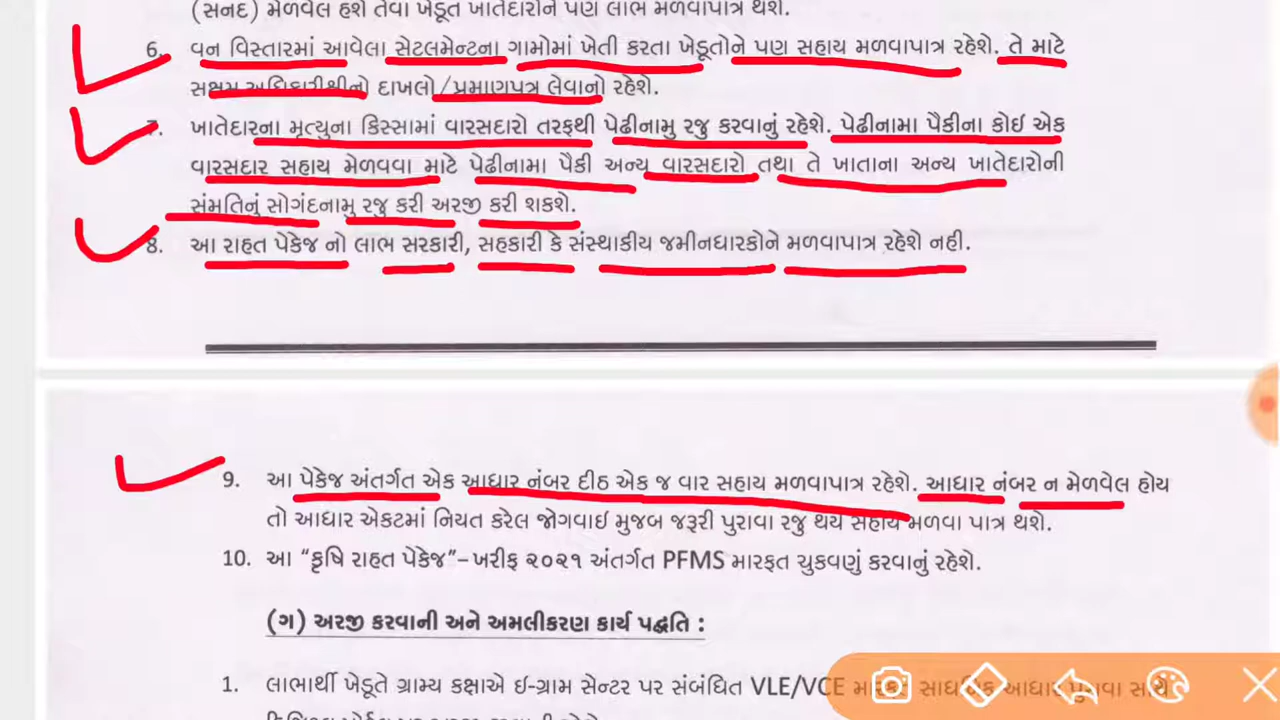 (સનદ) મેળવેલ હશે તેવા ખેડૂત ખાતેદારોને પણ લાભ મળવાપાત્ર થશે.
6. વન વિસ્તારમાં આવેલા સેટલમેન્ટના ગામોમાં ખેતી કરતા ખેડૂતોને પણ સહાય મળવાપાત્ર રહેશે. તે માટે
સક્ષમ અધિકારીશ્રીનો દાખલો/પ્રમાણપત્ર લેવાનો રહેશે.
7. ખાતેદારના મૃત્યુના કિસ્સામાં વારસદારો તરફથી પેઢીનામુ રજુ કરવાનું રહેશે. પેઢીનામા પૈકીના કોઇ એક
વારસદાર સહાય મેળવવા માટે પેઢીનામા પૈકી અન્ય વારસદારો તથા તે ખાતાના અન્ય ખાતેદારોની
સંમતિનું સોગંદનામુ રજુ કરી અરજી કરી શકશે.
8. આ રાહત પેકેજ નો લાભ સરકારી, સહકારી કે સંસ્થાકીય જમીનધારકોને મળવાપાત્ર રહેશે નહી.
9. આ પેકેજ અંતર્ગત એક આધાર નંબર દીઠ એક જ વાર સહાય મળવાપાત્ર રહેશે. આધાર નંબર ન મેળવેલ હોય
તો આધાર એકટમાં નિયત કરેલ જોગવાઇ મુજબ જરૂરી પુરાવા રજુ થયે સહાય મળવા પાત્ર થશે.
10. આ “કૃષિ રાહત પેકેજ”– ખરીફ ૨૦૨૧ અંતર્ગત PFMS મારફત ચુકવણું કરવાનું રહેશે.
(ગ) અરજી કરવાની અને અમલીકરણ કાર્ય પદ્ધતિ :
1. લાભાર્થી ખેડૂતે ગ્રામ્ય કક્ષાએ ઈ-ગ્રામ સેન્ટર પર સંબંધિત VLE/VCE મારફત સાધનિક આધાર પુરાવા સાથે